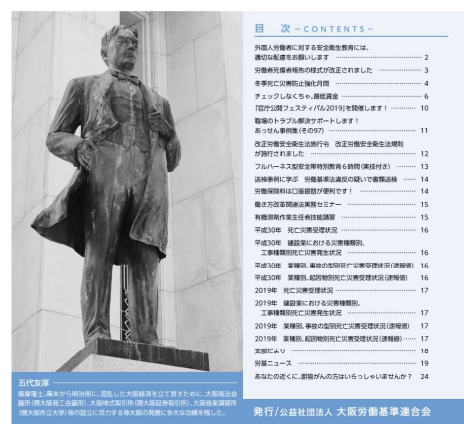 目 次 －CONTENTS－
外国人労働者に対する安全衛生教育には、
適切な配慮をお願いします ………… 2
労働者死傷病報告の様式が改正されました ………… 3
冬季死亡災害防止強化月間 ………… 4
チェックしなくちゃ、最低賃金 ………… 6
「官庁公開フェスティバル2019」を開催します！ ………… 10
職場のトラブル解決サポートします！
あっせん事例集（その97） ………… 11
改正労働安全衛生法施行令 改正労働安全衛生法規則
が施行されました ………… 12
フルハーネス型安全帯特別教育６時間（実技付き） ………… 13
送検事例に学ぶ 労働基準法違反の疑いで書類送検 ………… 14
労働保険料は口座振替が便利です！ ………… 14
働き方改革関連法実務セミナー ………… 15
有機溶剤作業主任者技能講習 ………… 15
平成30年 死亡災害受理状況 ………… 16
平成30年 建設業における災害種類別、
工事種類別死亡災害発生状況 ………… 16
平成30年 業種別、事故の型別死亡災害受理状況（速報値） 16
平成30年 業種別、起因物別死亡災害受理状況（速報値） 16
2019年 死亡災害受理状況 ………… 17
2019年 建設業における災害種類別、
工事種類別死亡災害発生状況 ………… 17
2019年 業種別、事故の型別死亡災害受理状況（速報値） 17
2019年 業種別、起因物別死亡災害受理状況（速報値）…… 17
支部だより ………… 18
労基ニュース ………… 19
あなたの近くに、胆管がんの方はいらっしゃいませんか？ 24
五代友厚
薩摩藩士。幕末から明治期に、混乱した大阪経済を立て直すために、大阪商法会
議所（現大阪商工会議所）、大阪株式取引所（現大阪証券取引所）、大阪商業講習所
（現大阪市立大学）等の設立に尽力する等大阪の発展に多大な功績を残した。
発行/公益社団法人 大阪労働基準連合会